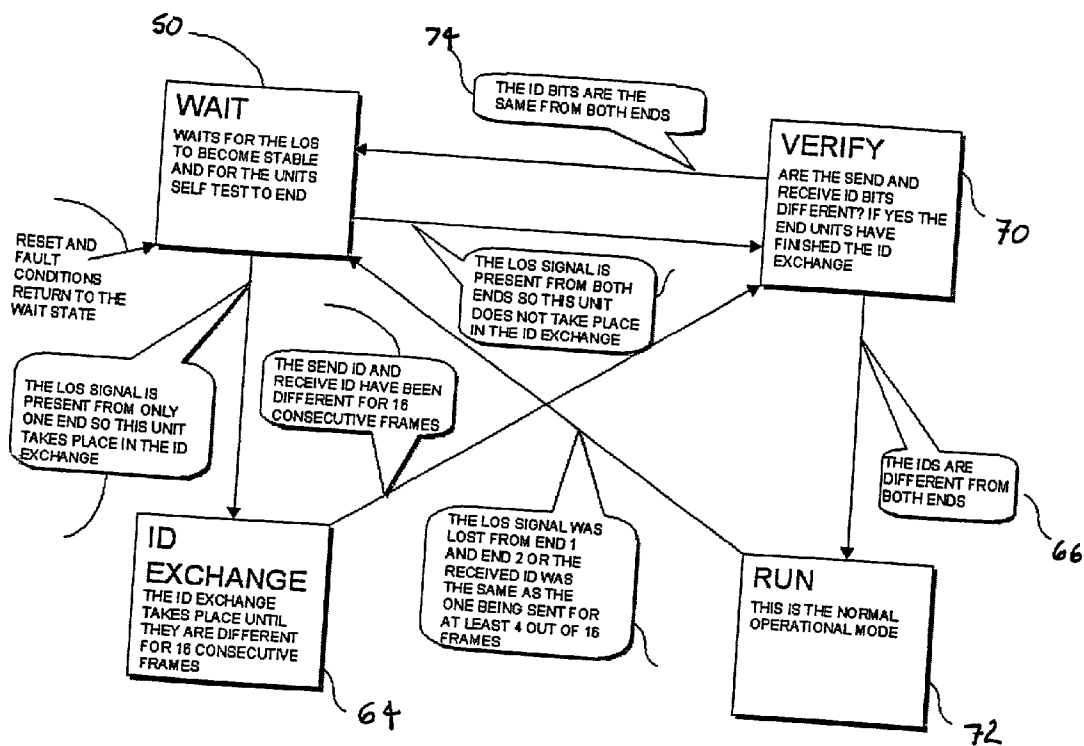 50
WAIT
WAITS FOR THE LOS
TO BECOME STABLE
AND FOR THE UNITS
SELF TEST TO END
74
THE ID BITS ARE THE
SAME FROM BOTH ENDS
VERIFY
ARE THE SEND AND
RECEIVE ID BITS
DIFFERENT? IF YES THE
END UNITS HAVE
FINISHED THE ID
EXCHANGE
70
RESET AND
FAULT
CONDITIONS
RETURN TO THE
WAIT STATE
THE LOS SIGNAL IS
PRESENT FROM BOTH
ENDS SO THIS UNIT
DOES NOT TAKE PLACE
IN THE ID EXCHANGE
THE LOS SIGNAL IS
PRESENT FROM ONLY
ONE END SO THIS UNIT
TAKES PLACE IN THE ID
EXCHANGE
THE SEND ID AND
RECEIVE ID HAVE BEEN
DIFFERENT FOR 16
CONSECUTIVE FRAMES
THE IDS ARE
DIFFERENT FROM
BOTH ENDS
66
ID
EXCHANGE
THE ID EXCHANGE
TAKES PLACE UNTIL
THEY ARE DIFFERENT
FOR 16 CONSECUTIVE
FRAMES
64
THE LOS SIGNAL WAS
LOST FROM END 1
AND END 2 OR THE
RECEIVED ID WAS
THE SAME AS THE
ONE BEING SENT FOR
AT LEAST 4 OUT OF 16
FRAMES
RUN
THIS IS THE NORMAL
OPERATIONAL MODE
72